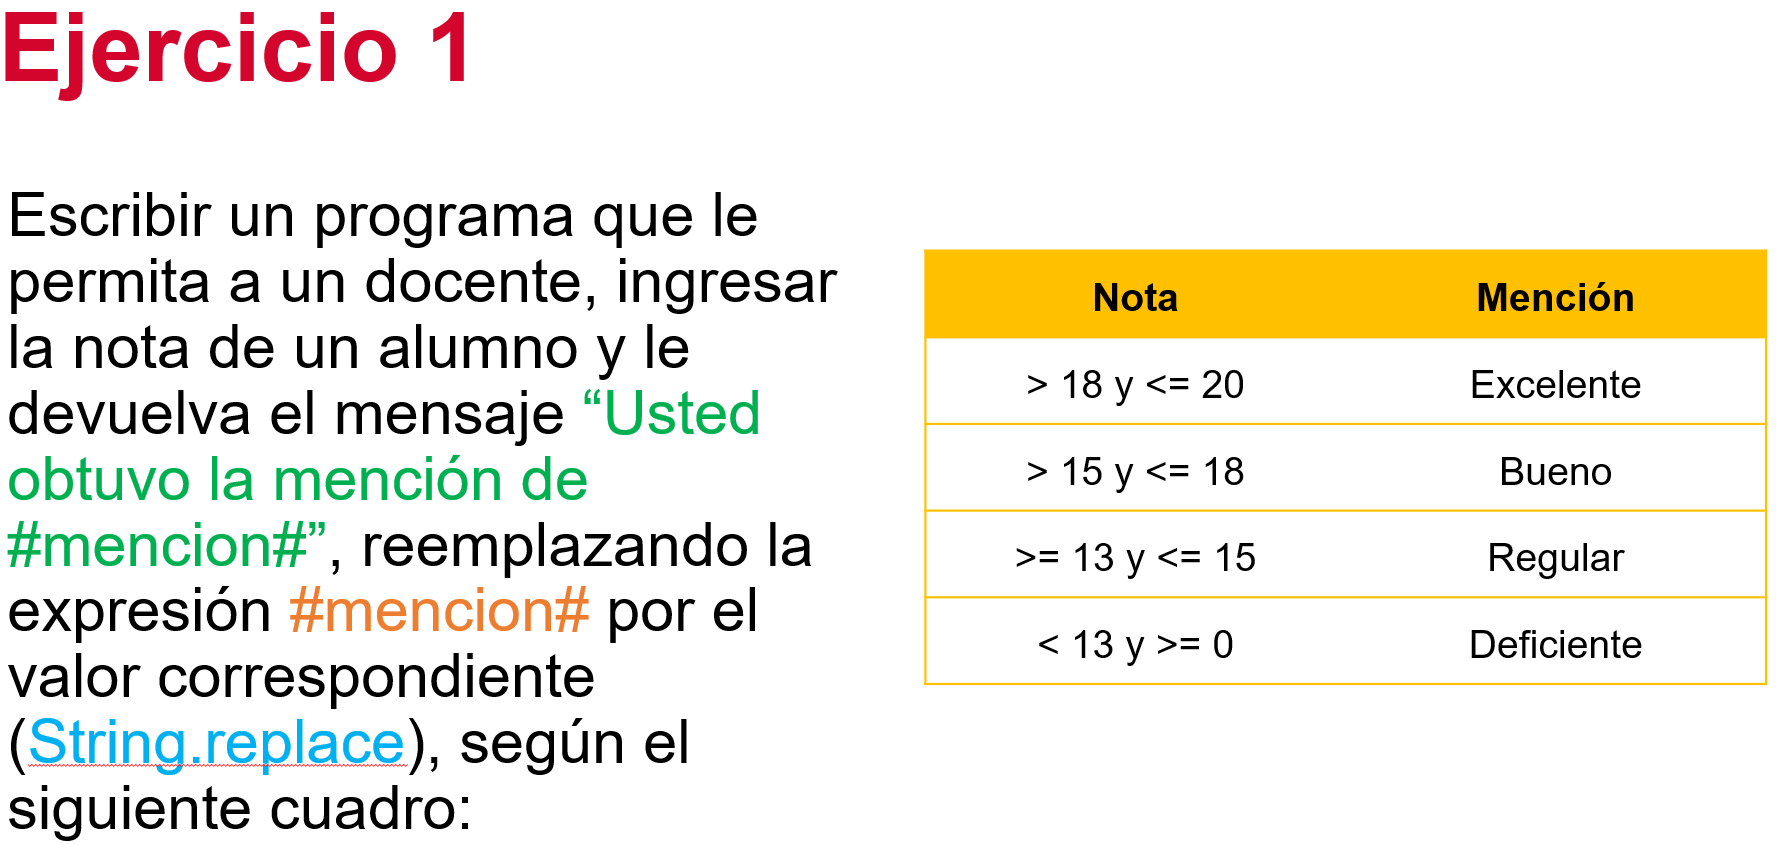 Ejercicio 1
Escribir un programa que le
permita a un docente, ingresar
la nota de un alumno y le
devuelva el mensaje “Usted
obtuvo la mención de
#mencion#”, reemplazando la
expresión #mencion# por el
valor correspondiente
(String.replace), según el
siguiente cuadro:
Nota Mención
> 18 y <= 20 Excelente
> 15 y <= 18 Bueno
>= 13 y <= 15 Regular
< 13 y >= 0 Deficiente